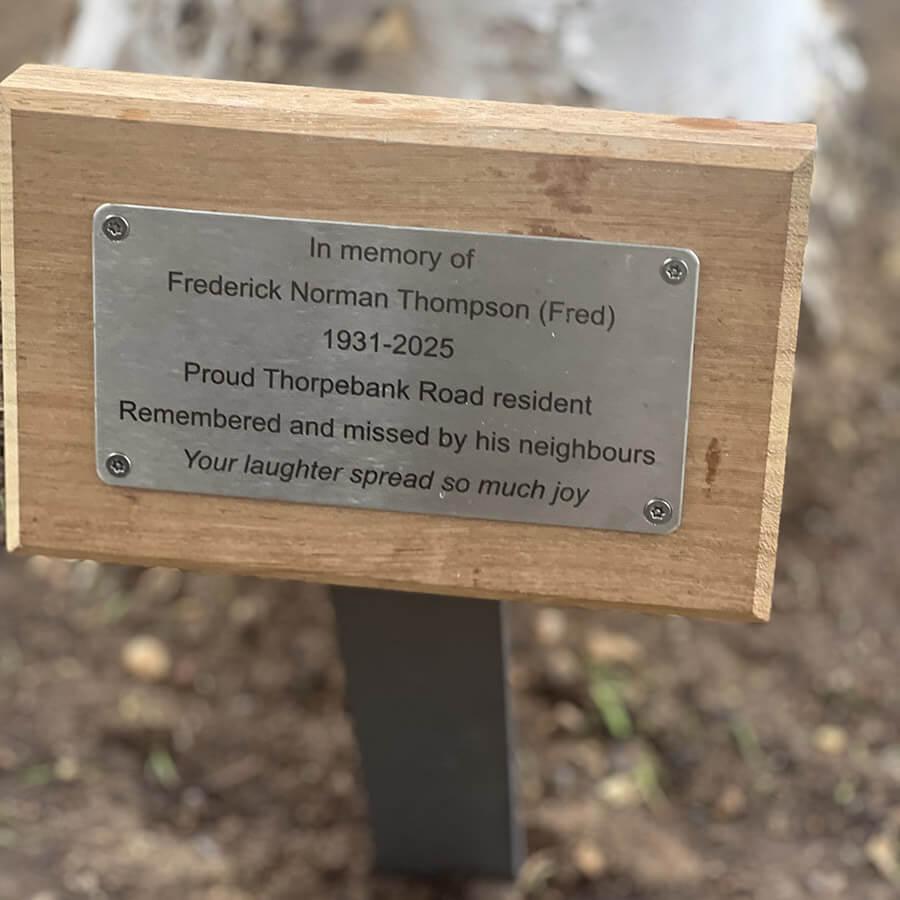 In memory of
Frederick Norman Thompson (Fred)
1931-2025
Proud Thorpebank Road resident
Remembered and missed by his neighbours
Your laughter spread so much joy